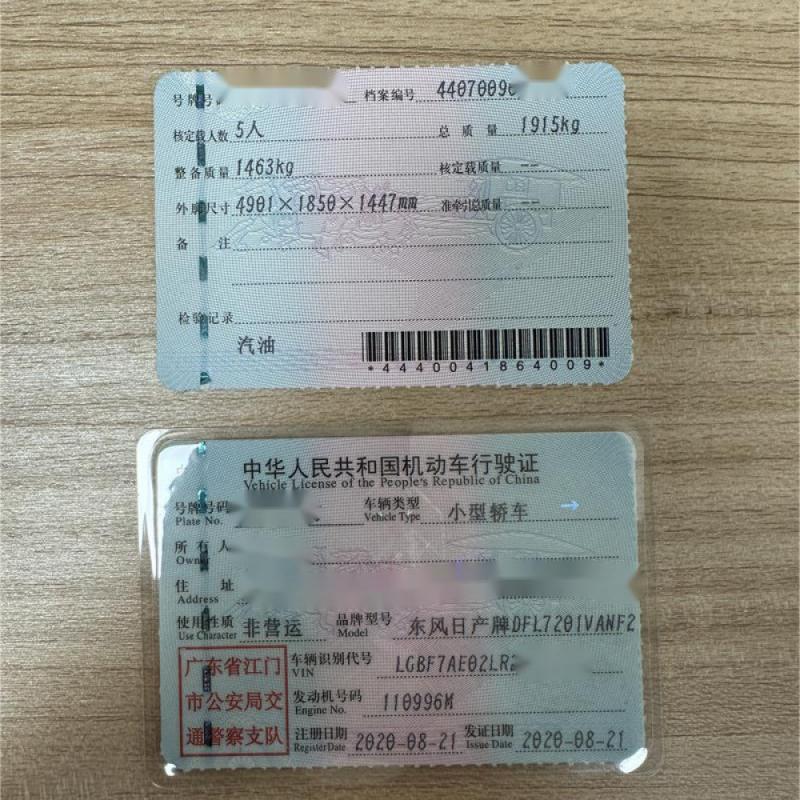 号牌号 档案编号 44070090
核定载人数 5人 总质量 1915kg
整备质量 1463kg 核定载质量 --
外廓尺寸 4901×1850×1447mm 准牵引总质量 --
备注
检验记录
汽油
*4440041864009*
中华人民共和国机动车行驶证
Vehicle License of the People's Republic of China
号牌号码 车辆类型 小型轿车
Plate No. Vehicle Type
所有人
Owner
住址
Address
使用性质 非营运 品牌型号 东风日产牌DFL7201VANF2
Use Character Model
广东省江门
市公安局交
通警察支队
车辆识别代号 LGBF7AE02LR2
VIN
发动机号码 110996M
Engine No.
注册日期 2020-08-21 发证日期 2020-08-21
Register Date Issue Date